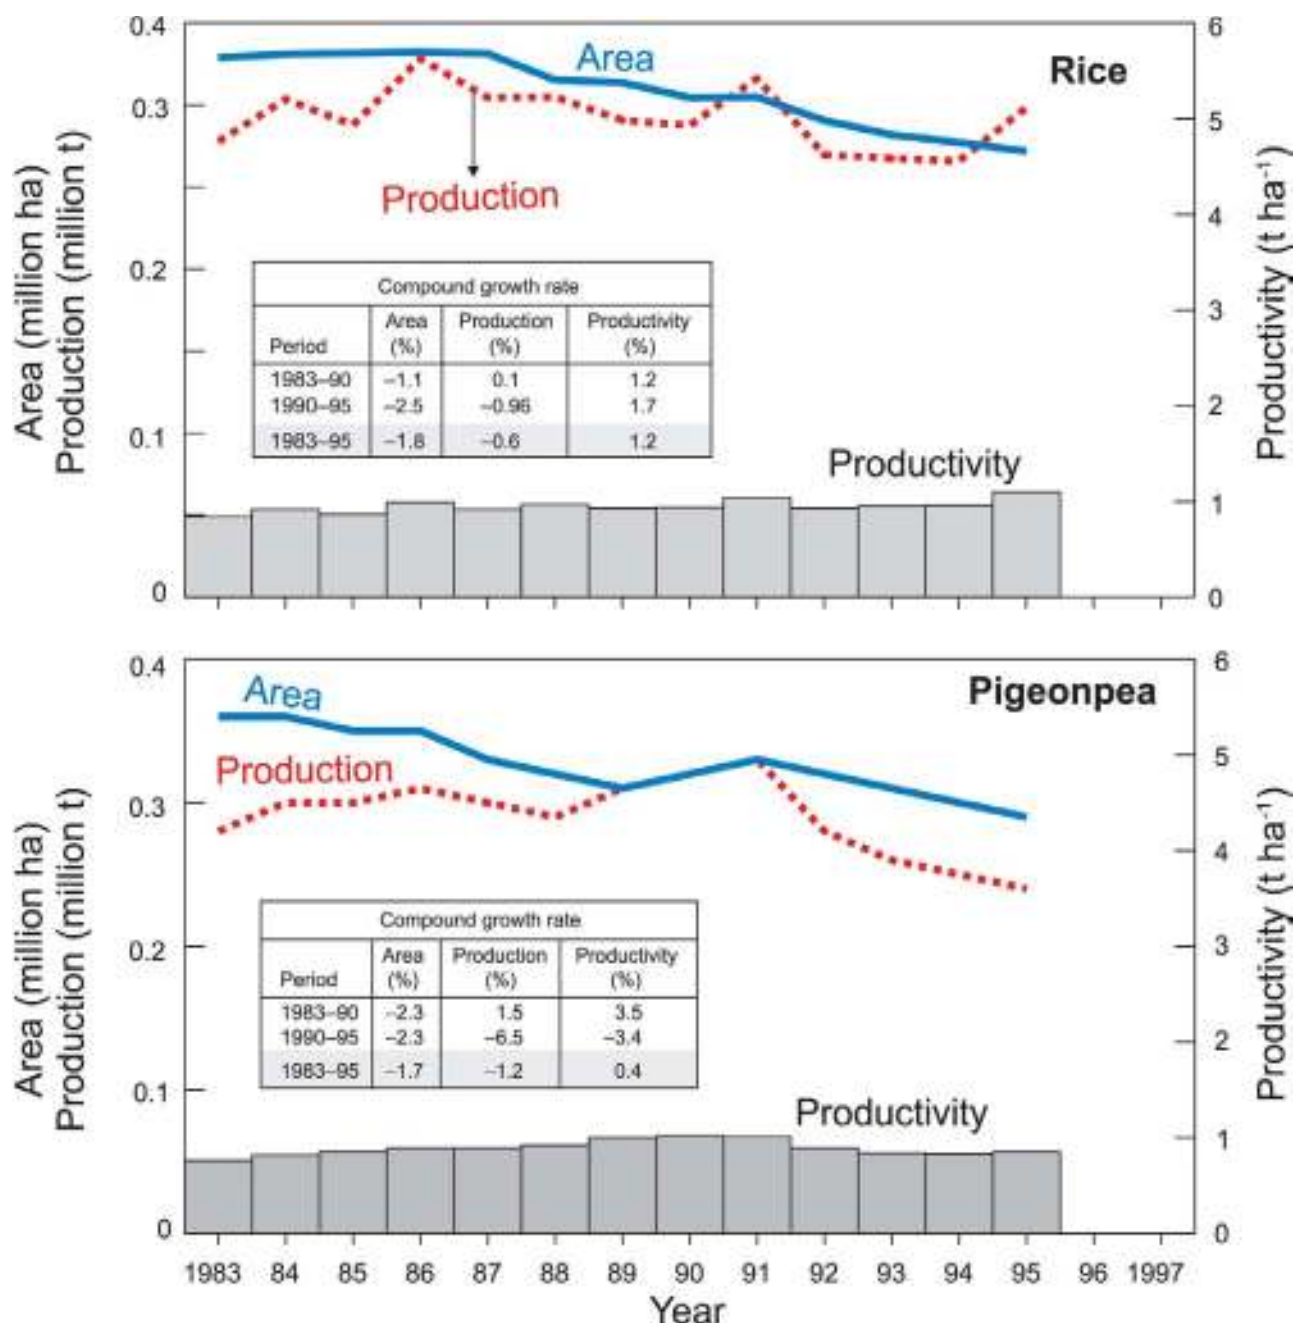 Rice
Area (million ha)
Production (million t)
0.4
0.3
0.2
0.1
0
Area
Production
Compound growth rate
Period Area (%) Production (%) Productivity (%)
1983–90 –1.1 0.1 1.2
1990–95 –2.5 –0.96 1.7
1983–95 –1.8 –0.6 1.2
Productivity
6
5
4
3
2
1
0
Productivity (t ha⁻¹)
Pigeonpea
Area (million ha)
Production (million t)
0.4
0.3
0.2
0.1
0
Area
Production
Compound growth rate
Period Area (%) Production (%) Productivity (%)
1983–90 –2.3 1.5 3.5
1990–95 –2.3 –6.5 –3.4
1983–95 –1.7 –1.2 0.4
Productivity
6
5
4
3
2
1
0
Productivity (t ha⁻¹)
1983 84 85 86 87 88 89 90 91 92 93 94 95 96 1997
Year